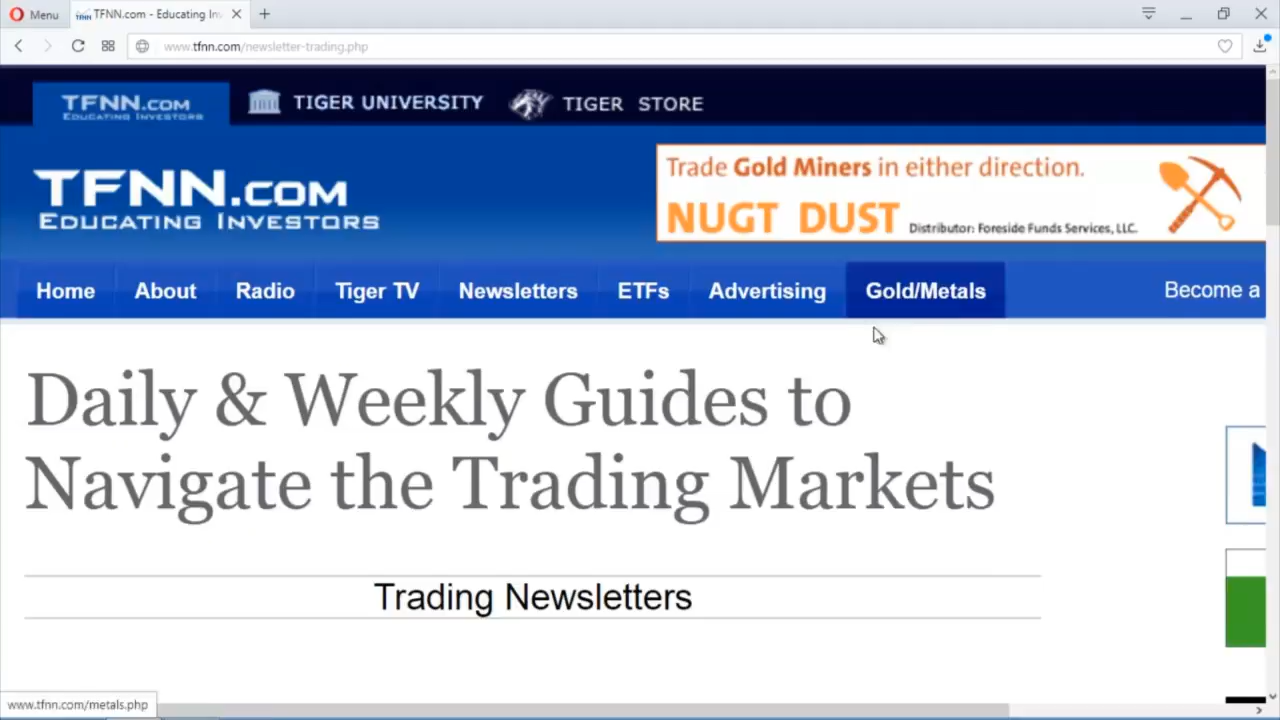 Menu
TFNN.com - Educating In
www.tfnn.com/newsletter-trading.php
TFNN.COM
EDUCATING INVESTORS
TIGER UNIVERSITY
TIGER STORE
TFNN.COM
EDUCATING INVESTORS
Trade Gold Miners in either direction.
NUGT DUST Distributor: Foreside Funds Services, LLC.
Home About Radio Tiger TV Newsletters ETFs Advertising Gold/Metals Become a
Daily & Weekly Guides to
Navigate the Trading Markets
Trading Newsletters
www.tfnn.com/metals.php